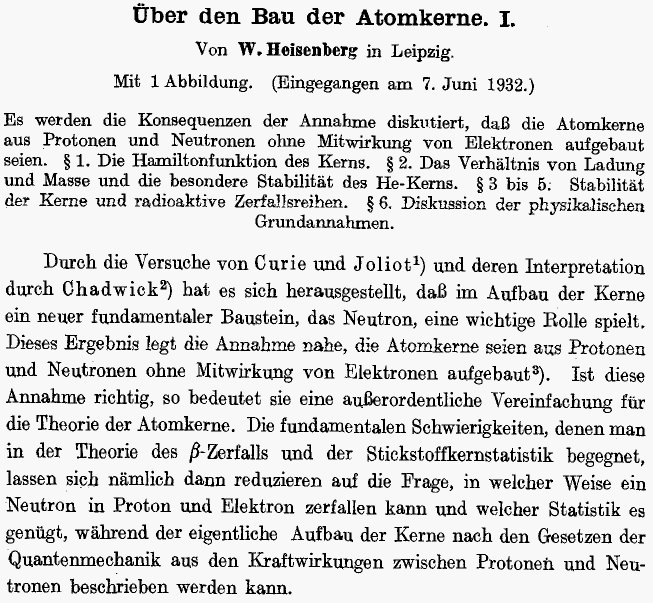 Über den Bau der Atomkerne. I.
Von W. Heisenberg in Leipzig.
Mit 1 Abbildung. (Eingegangen am 7. Juni 1932.)
Es werden die Konsequenzen der Annahme diskutiert, daß die Atomkerne
aus Protonen und Neutronen ohne Mitwirkung von Elektronen aufgebaut
seien. § 1. Die Hamiltonfunktion des Kerns. § 2. Das Verhältnis von Ladung
und Masse und die besondere Stabilität des He-Kerns. § 3 bis 5. Stabilität
der Kerne und radioaktive Zerfallsreihen. § 6. Diskussion der physikalischen
Grundannahmen.
Durch die Versuche von Curie und Joliot¹) und deren Interpretation
durch Chadwick²) hat es sich herausgestellt, daß im Aufbau der Kerne
ein neuer fundamentaler Baustein, das Neutron, eine wichtige Rolle spielt.
Dieses Ergebnis legt die Annahme nahe, die Atomkerne seien aus Protonen
und Neutronen ohne Mitwirkung von Elektronen aufgebaut³). Ist diese
Annahme richtig, so bedeutet sie eine außerordentliche Vereinfachung für
die Theorie der Atomkerne. Die fundamentalen Schwierigkeiten, denen man
in der Theorie des β-Zerfalls und der Stickstoffkernstatistik begegnet,
lassen sich nämlich dann reduzieren auf die Frage, in welcher Weise ein
Neutron in Proton und Elektron zerfallen kann und welcher Statistik es
genügt, während der eigentliche Aufbau der Kerne nach den Gesetzen der
Quantenmechanik aus den Kraftwirkungen zwischen Protonen und Neu-
tronen beschrieben werden kann.